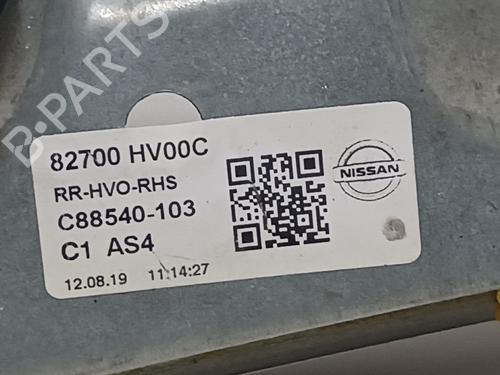 B-PARTS
82700 HV00C
RR-HVO-RHS
C88540-103
C1 AS4
12.08.19 11:14:27
NISSAN